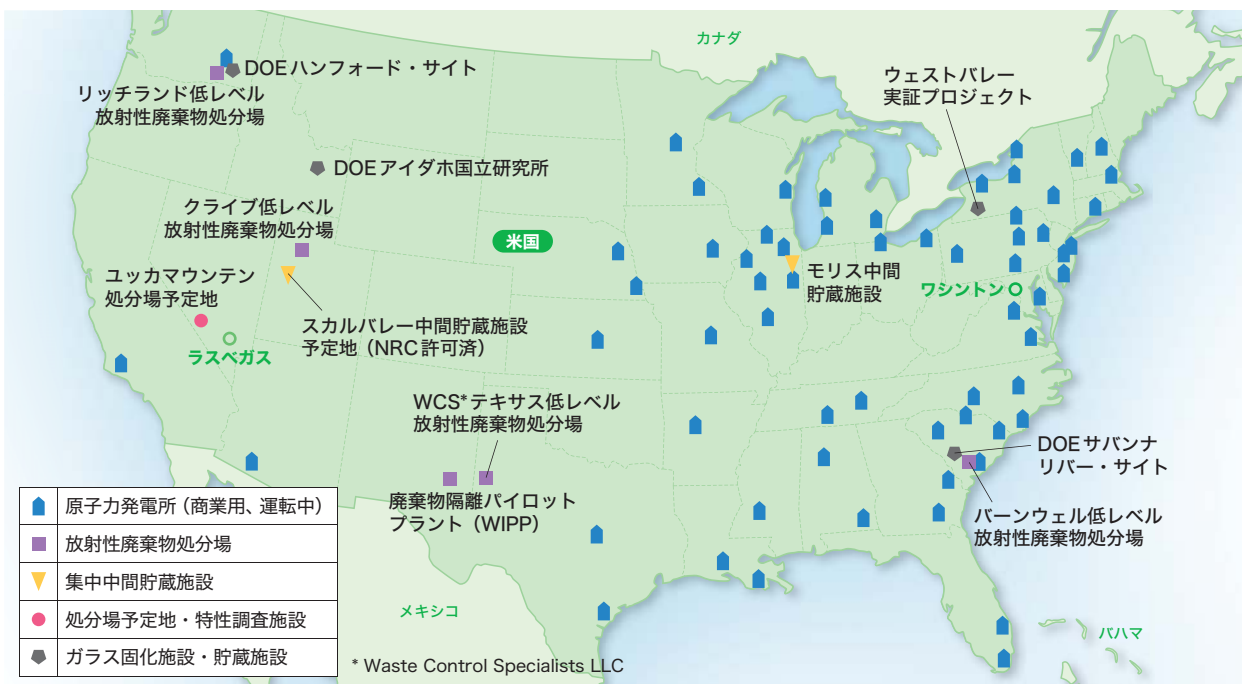 カナダ
DOEハンフォード・サイト
リッチランド低レベル
放射性廃棄物処分場
ウェストバレー
実証プロジェクト
DOEアイダホ国立研究所
クライブ低レベル
放射性廃棄物処分場
米国
ユッカマウンテン
処分場予定地
モリス中間
貯蔵施設
ワシントン
スカルバレー中間貯蔵施設
予定地（NRC許可済）
ラスベガス
WCS*テキサス低レベル
放射性廃棄物処分場
DOEサバンナ
リバー・サイト
廃棄物隔離パイロット
プラント（WIPP）
バーンウェル低レベル
放射性廃棄物処分場
原子力発電所（商業用、運転中）
放射性廃棄物処分場
集中中間貯蔵施設
処分場予定地・特性調査施設
ガラス固化施設・貯蔵施設
メキシコ
バハマ
* Waste Control Specialists LLC